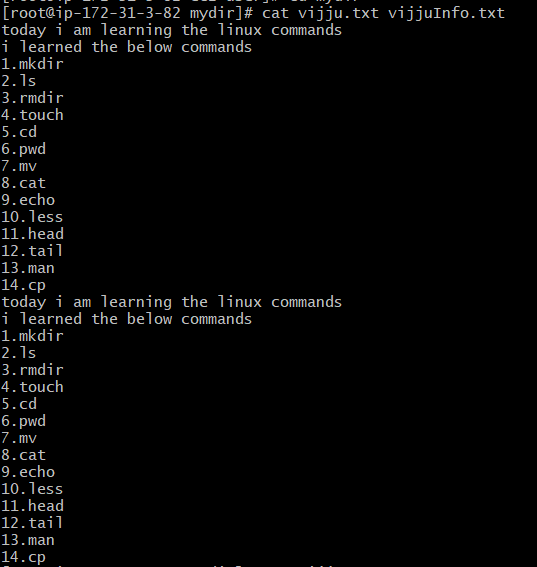 [root@ip-172-31-3-82 mydir]# cat vijju.txt vijjuInfo.txt
today i am learning the linux commands
i learned the below commands
1.mkdir
2.ls
3.rmdir
4.touch
5.cd
6.pwd
7.mv
8.cat
9.echo
10.less
11.head
12.tail
13.man
14.cp
today i am learning the linux commands
i learned the below commands
1.mkdir
2.ls
3.rmdir
4.touch
5.cd
6.pwd
7.mv
8.cat
9.echo
10.less
11.head
12.tail
13.man
14.cp